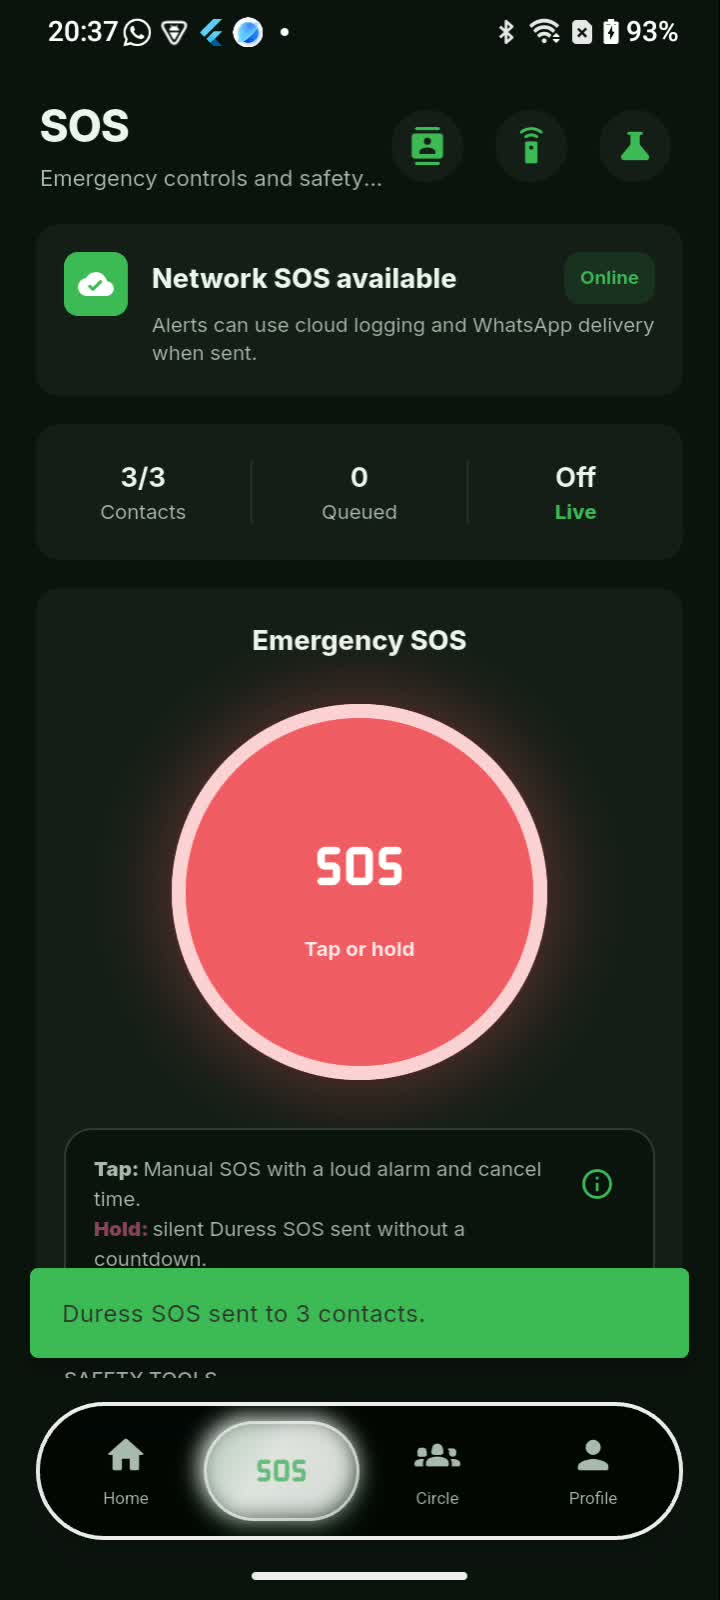 20:37
93%
SOS
Emergency controls and safety...
Network SOS available
Online
Alerts can use cloud logging and WhatsApp delivery
when sent.
3/3
Contacts
0
Queued
Off
Live
Emergency SOS
SOS
Tap or hold
Tap: Manual SOS with a loud alarm and cancel
time.
Hold: silent Duress SOS sent without a
countdown.
Duress SOS sent to 3 contacts.
SAFETY TOOLS
SOS
Home
Circle
Profile